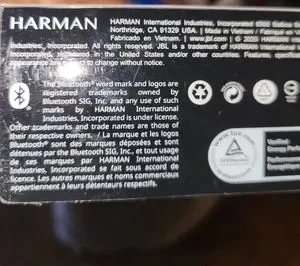 HARMAN
HARMAN International Industries, Incorporated 8500
Northridge, CA 91329 USA. | Made in Vietnam / Fabriqué
Fabricado en Vietnam. | www.jbl.com | © 2020 HARMAN
Industries, Incorporated. All rights reserved. JBL is a trademark of HARMAN International
Industries, Incorporated, registered in the United States and/or other countries. Features,
appearance are subject to change without notice.
The Bluetooth® word mark and logos are
registered trademarks owned by
Bluetooth SIG, Inc. and any use of such
marks by HARMAN International
Industries, Incorporated is under license.
Other trademarks and trade names are those of
their respective owners. / La marque et les logos
Bluetooth® sont des marques déposées et sont
détenues par Bluetooth SIG, Inc., et tout usage
de ces marques par HARMAN International
Industries, Incorporated se fait sous accord de
licence. Les autres marques et noms commerciaux
appartiennent à leurs détenteurs respectifs.